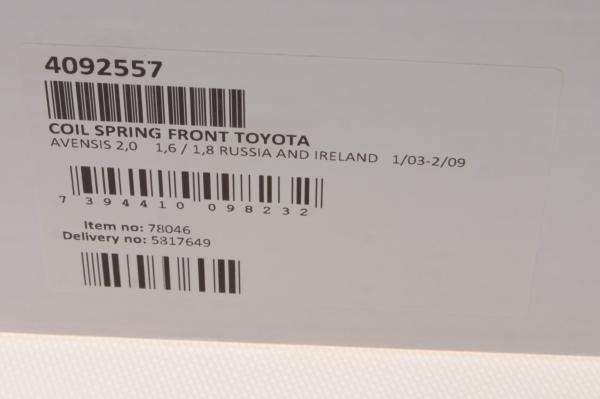 4092557
COIL SPRING FRONT TOYOTA
AVENSIS 2,0 1,6 / 1,8 RUSSIA AND IRELAND 1/03-2/09
7 394410 098232
Item no: 78046
Delivery no: 5817649